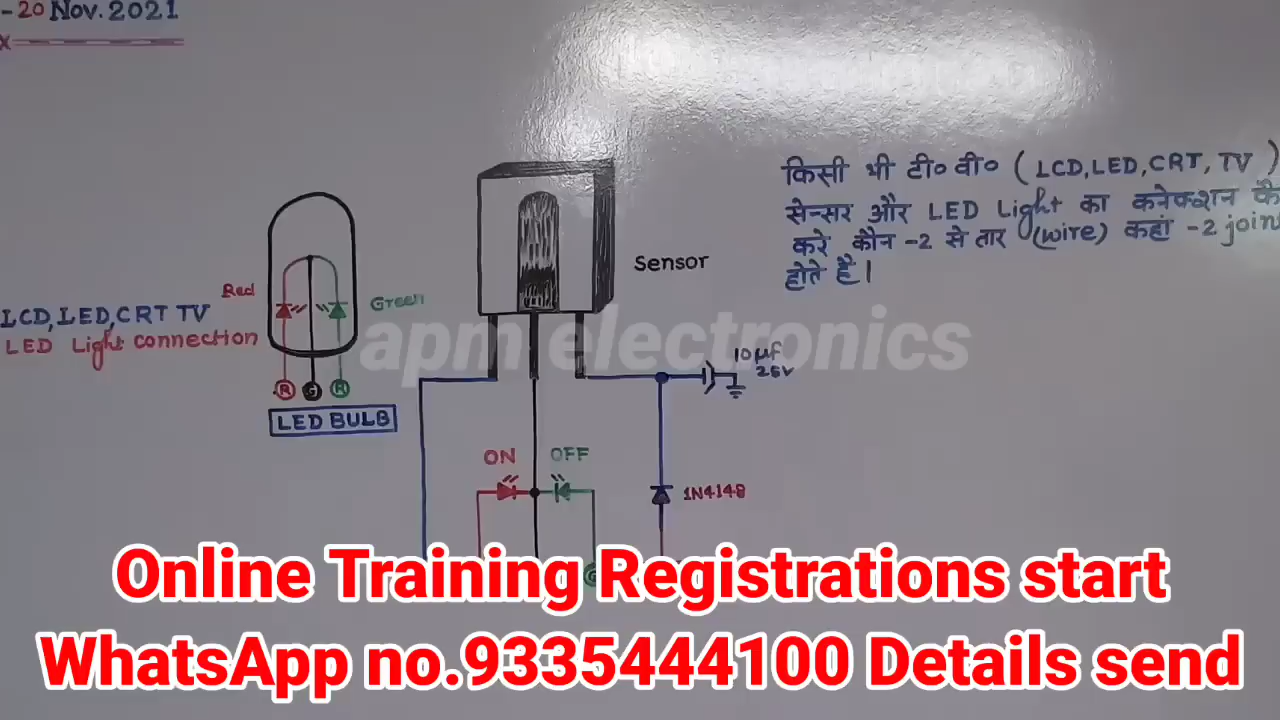 -20 Nov. 2021
x
किसी भी टी० वी० ( LCD,LED,CRT, TV )
सेन्सर और LED Light का कनेक्शन कै
करे कौन -2 से तार (wire) कहां -2 join
होते है।
Sensor
Red
Green
LCD,LED,CRT TV
LED Light connection
apm electronics
10 µf
25v
R G R
LED BULB
ON OFF
1N4148
Online Training Registrations start
WhatsApp no.9335444100 Details send